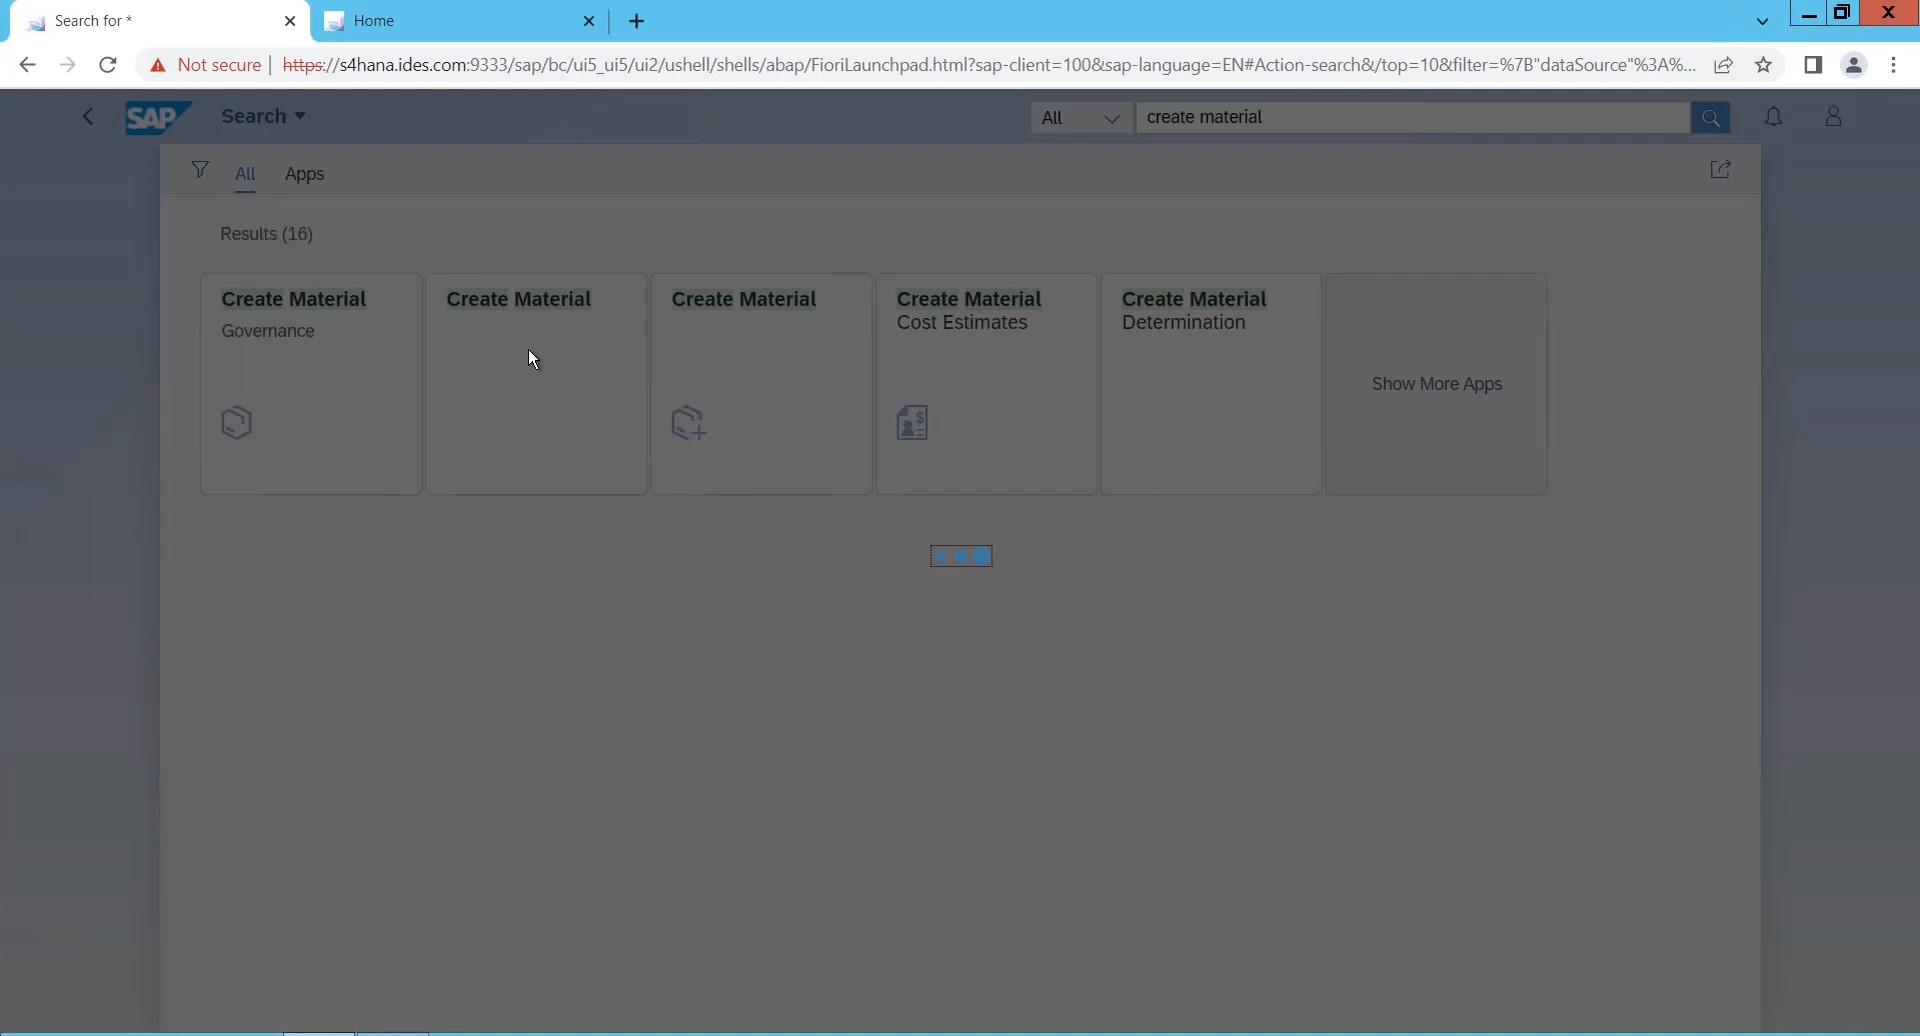 Search for *
Home
Not secure
https://s4hana.ides.com:9333/sap/bc/ui5_ui5/ui2/ushell/shells/abap/FioriLaunchpad.html?sap-client=100&sap-language=EN#Action-search&/top=10&filter=%7B"dataSource"%3A%...
SAP
Search
All
create material
All
Apps
Results (16)
Create Material
Governance
Create Material
Create Material
Create Material
Cost Estimates
Create Material
Determination
Show More Apps